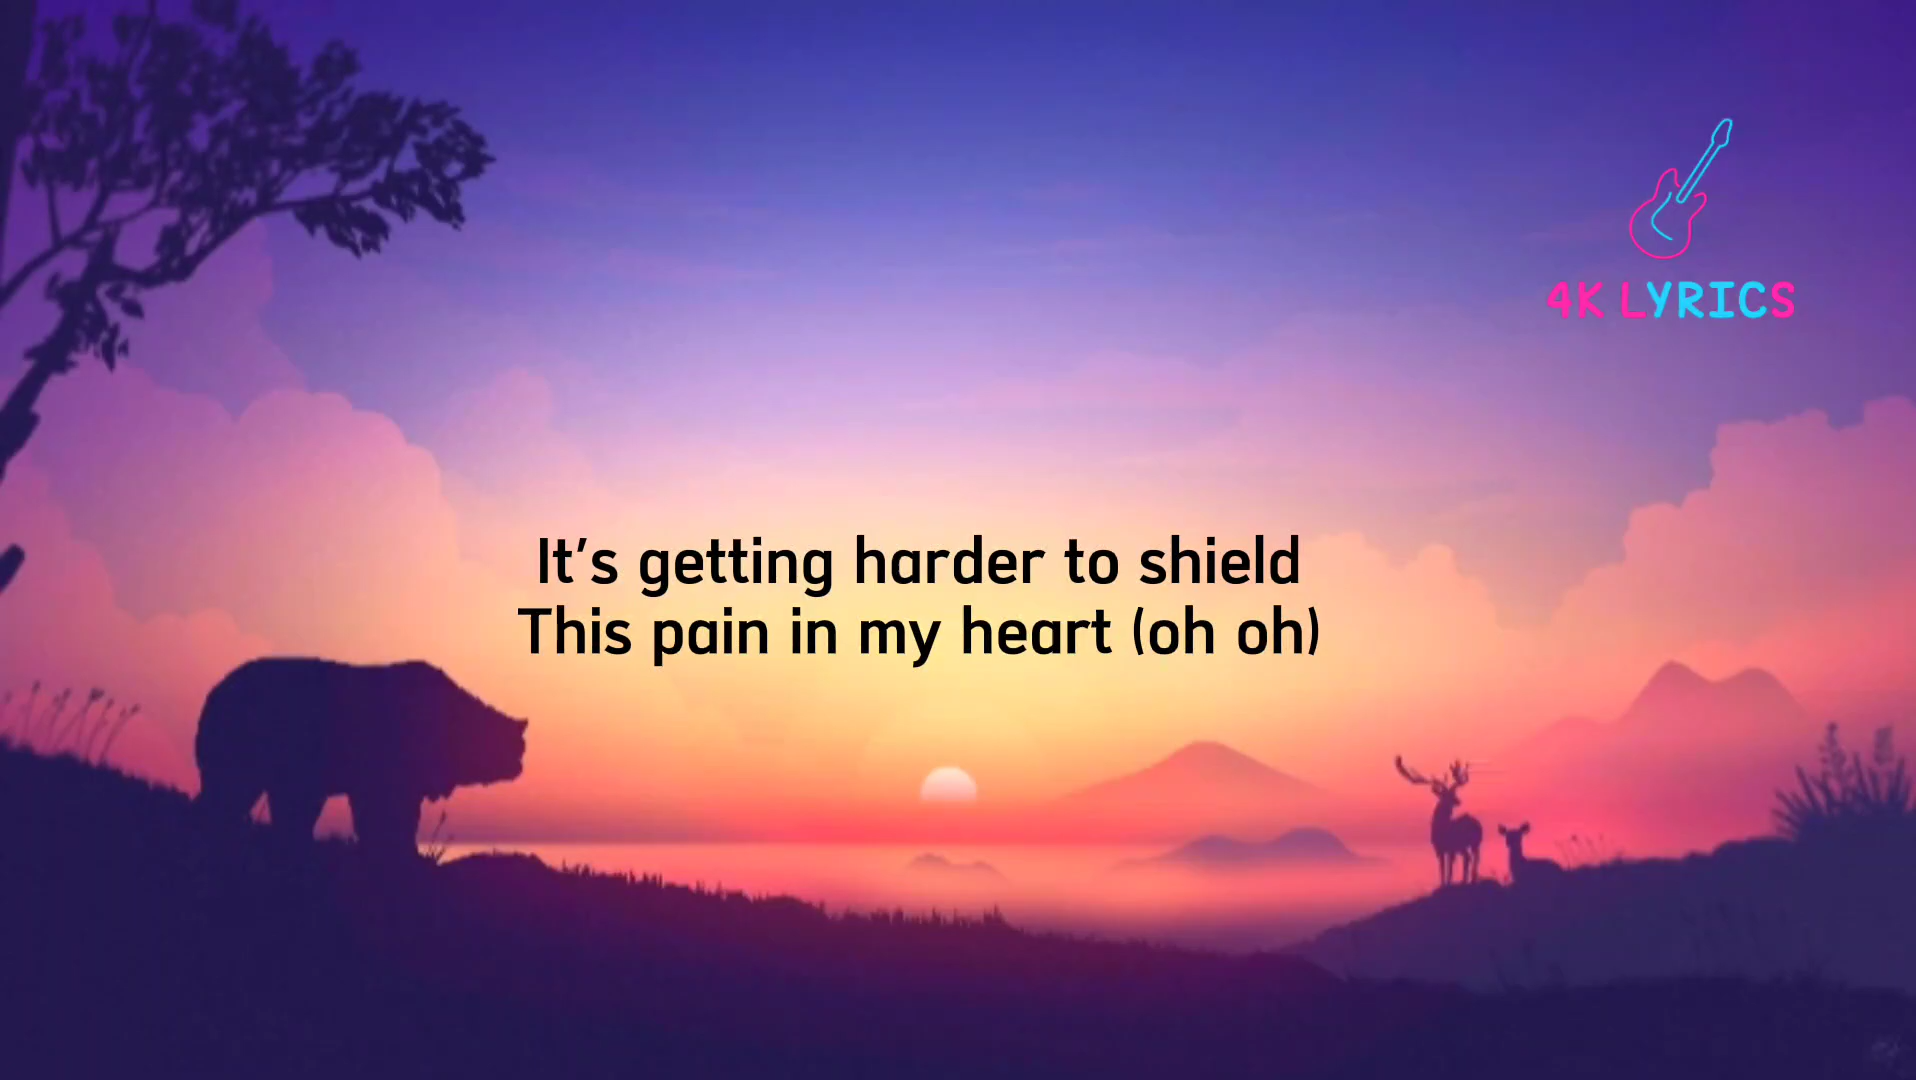 4K LYRICS
It's getting harder to shield
This pain in my heart (oh oh)